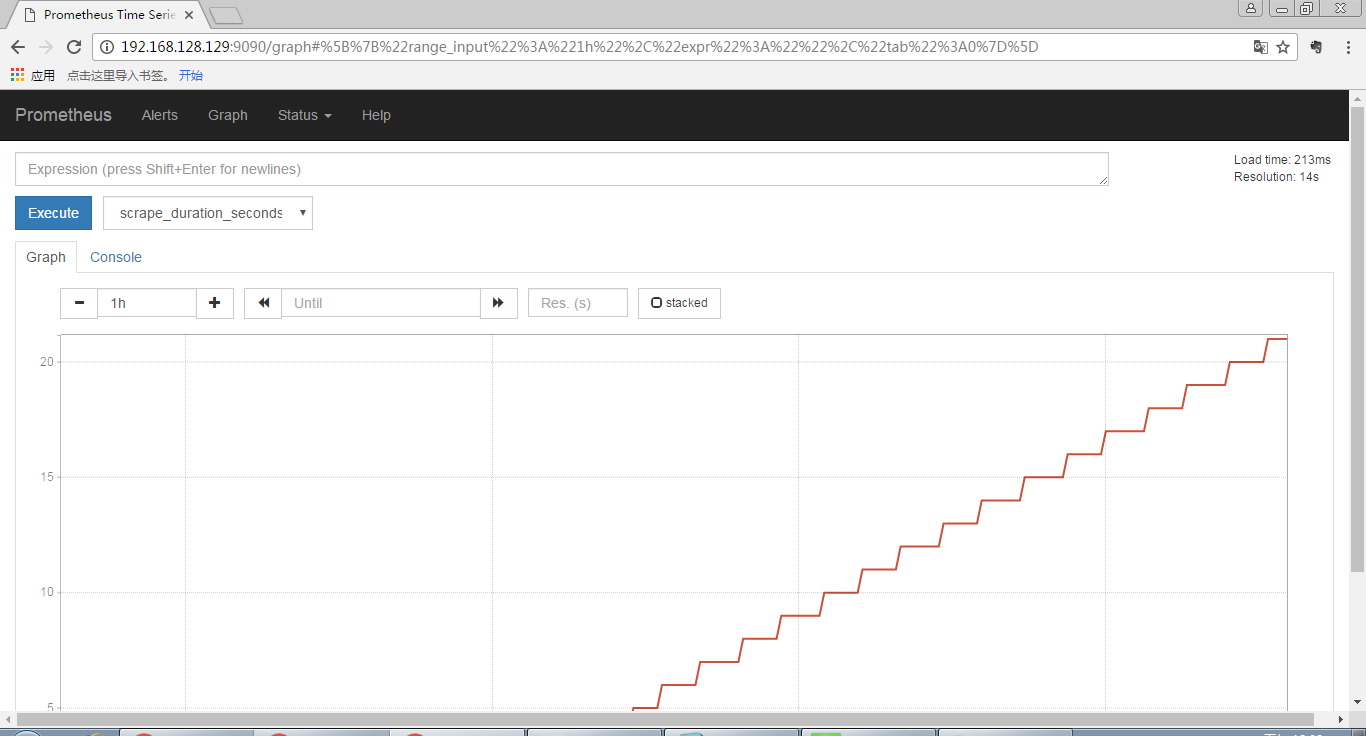 Prometheus Time Serie
192.168.128.129:9090/graph#%5B%7B%22range_input%22%3A%221h%22%2C%22expr%22%3A%22%22%2C%22tab%22%3A0%7D%5D
应用 点击这里导入书签。 开始
Prometheus Alerts Graph Status Help
Expression (press Shift+Enter for newlines)
Load time: 213ms
Resolution: 14s
Execute scrape_duration_seconds
Graph Console
1h Until Res. (s) stacked
20
15
10
5